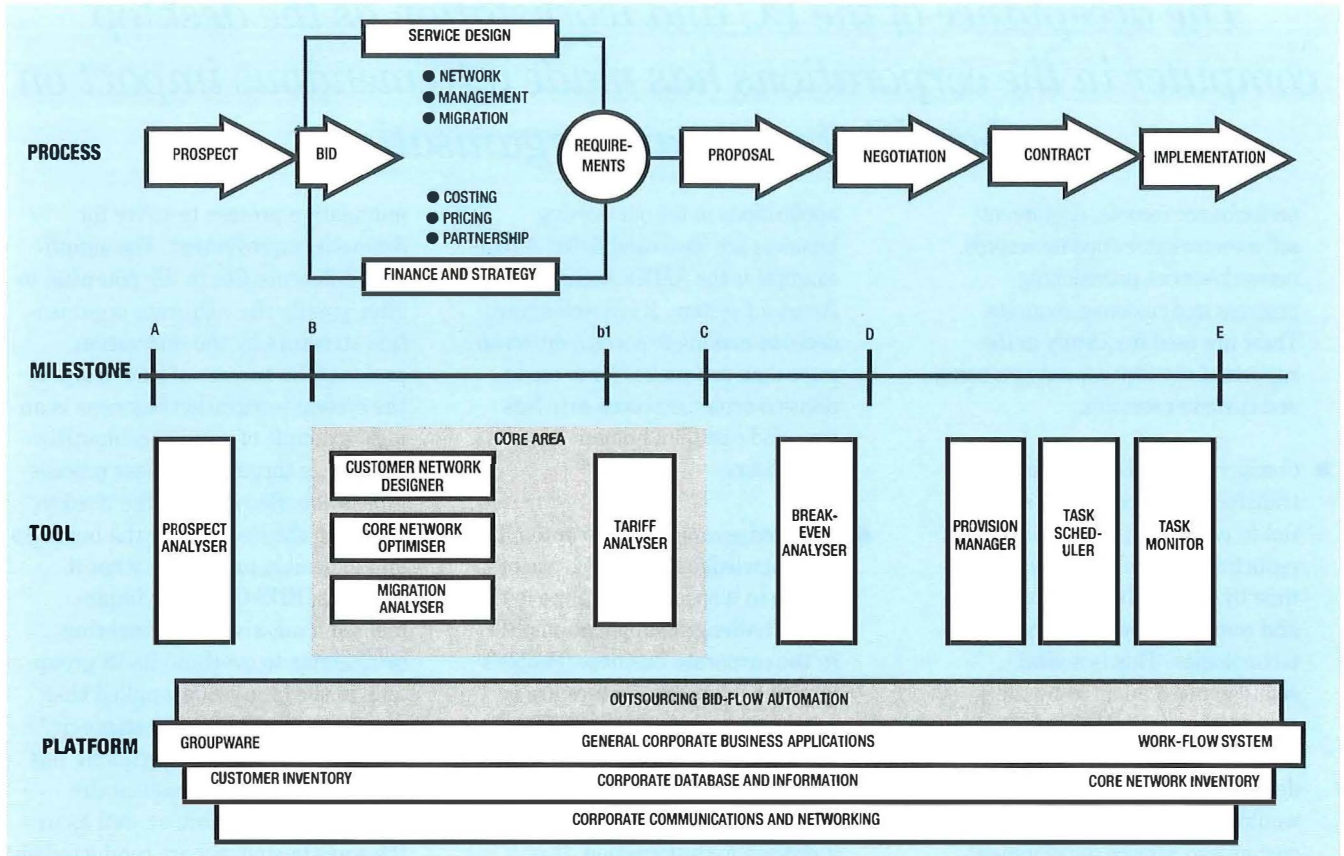 SERVICE DESIGN
● NETWORK
● MANAGEMENT
● MIGRATION
PROCESS
PROSPECT
BID
REQUIRE-
MENTS
PROPOSAL
NEGOTIATION
CONTRACT
IMPLEMENTATION
● COSTING
● PRICING
● PARTNERSHIP
FINANCE AND STRATEGY
A
B
b1
C
D
E
MILESTONE
CORE AREA
TOOL
PROSPECT
ANALYSER
CUSTOMER NETWORK
DESIGNER
CORE NETWORK
OPTIMISER
MIGRATION
ANALYSER
TARIFF
ANALYSER
BREAK-
EVEN
ANALYSER
PROVISION
MANAGER
TASK
SCHED-
ULER
TASK
MONITOR
OUTSOURCING BID-FLOW AUTOMATION
PLATFORM
GROUPWARE
GENERAL CORPORATE BUSINESS APPLICATIONS
WORK-FLOW SYSTEM
CUSTOMER INVENTORY
CORPORATE DATABASE AND INFORMATION
CORE NETWORK INVENTORY
CORPORATE COMMUNICATIONS AND NETWORKING